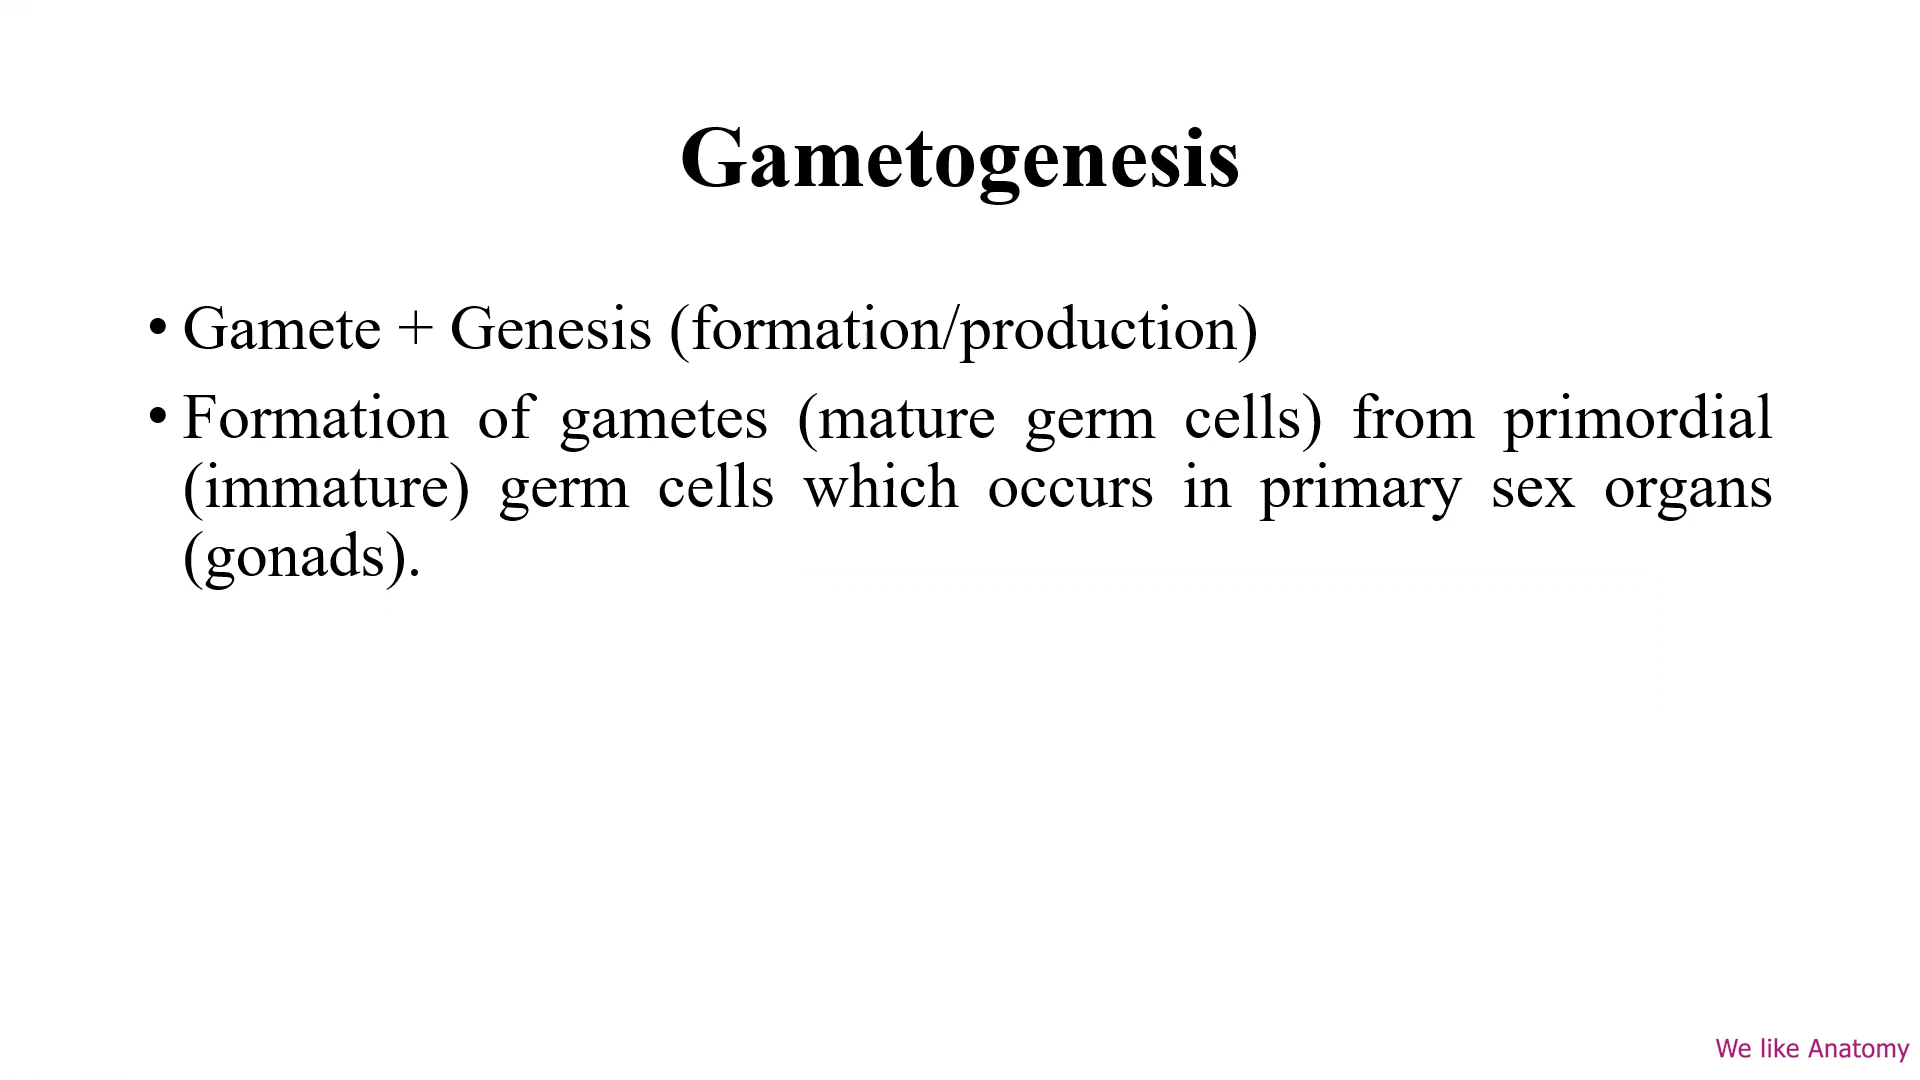 Gametogenesis
• Gamete + Genesis (formation/production)
• Formation of gametes (mature germ cells) from primordial
(immature) germ cells which occurs in primary sex organs
(gonads).
We like Anatomy